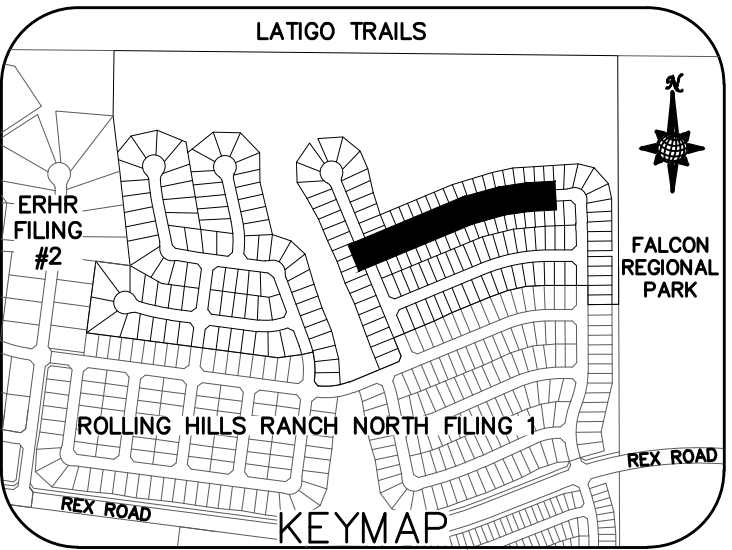 LATIGO TRAILS
N
ERHR
FILING
#2
FALCON
REGIONAL
PARK
ROLLING HILLS RANCH NORTH FILING 1
REX ROAD
REX ROAD
KEYMAP